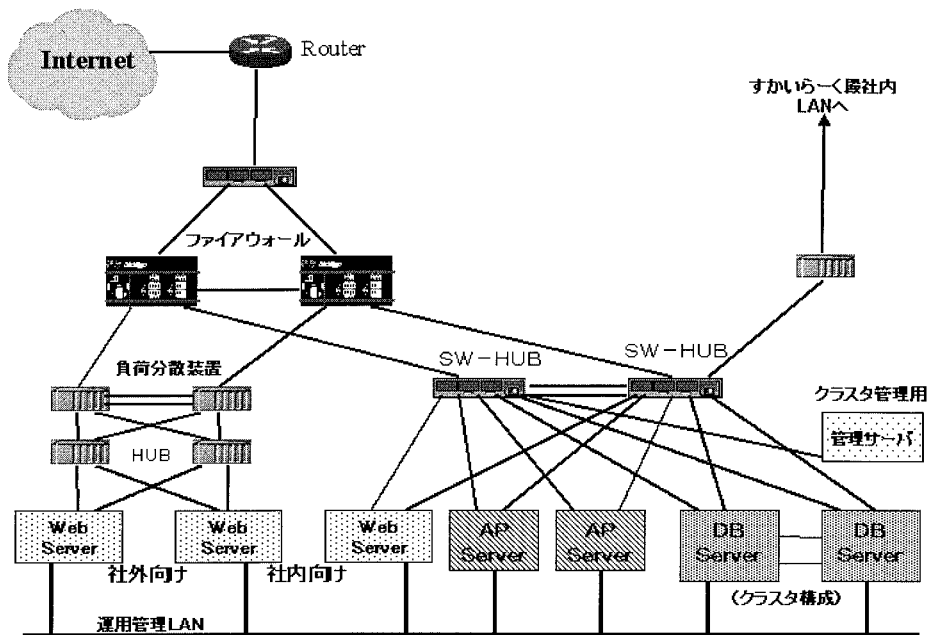 Internet
Router
すかいらーく殿社内
LANへ
ファイアウォール
SW-HUB
SW-HUB
負荷分散装置
クラスタ管理用
管理サーバ
HUB
Web
Server
Web
Server
Web
Server
AP
Server
AP
Server
DB
Server
DB
Server
社外向け
社内向け
(クラスタ構成)
運用管理LAN